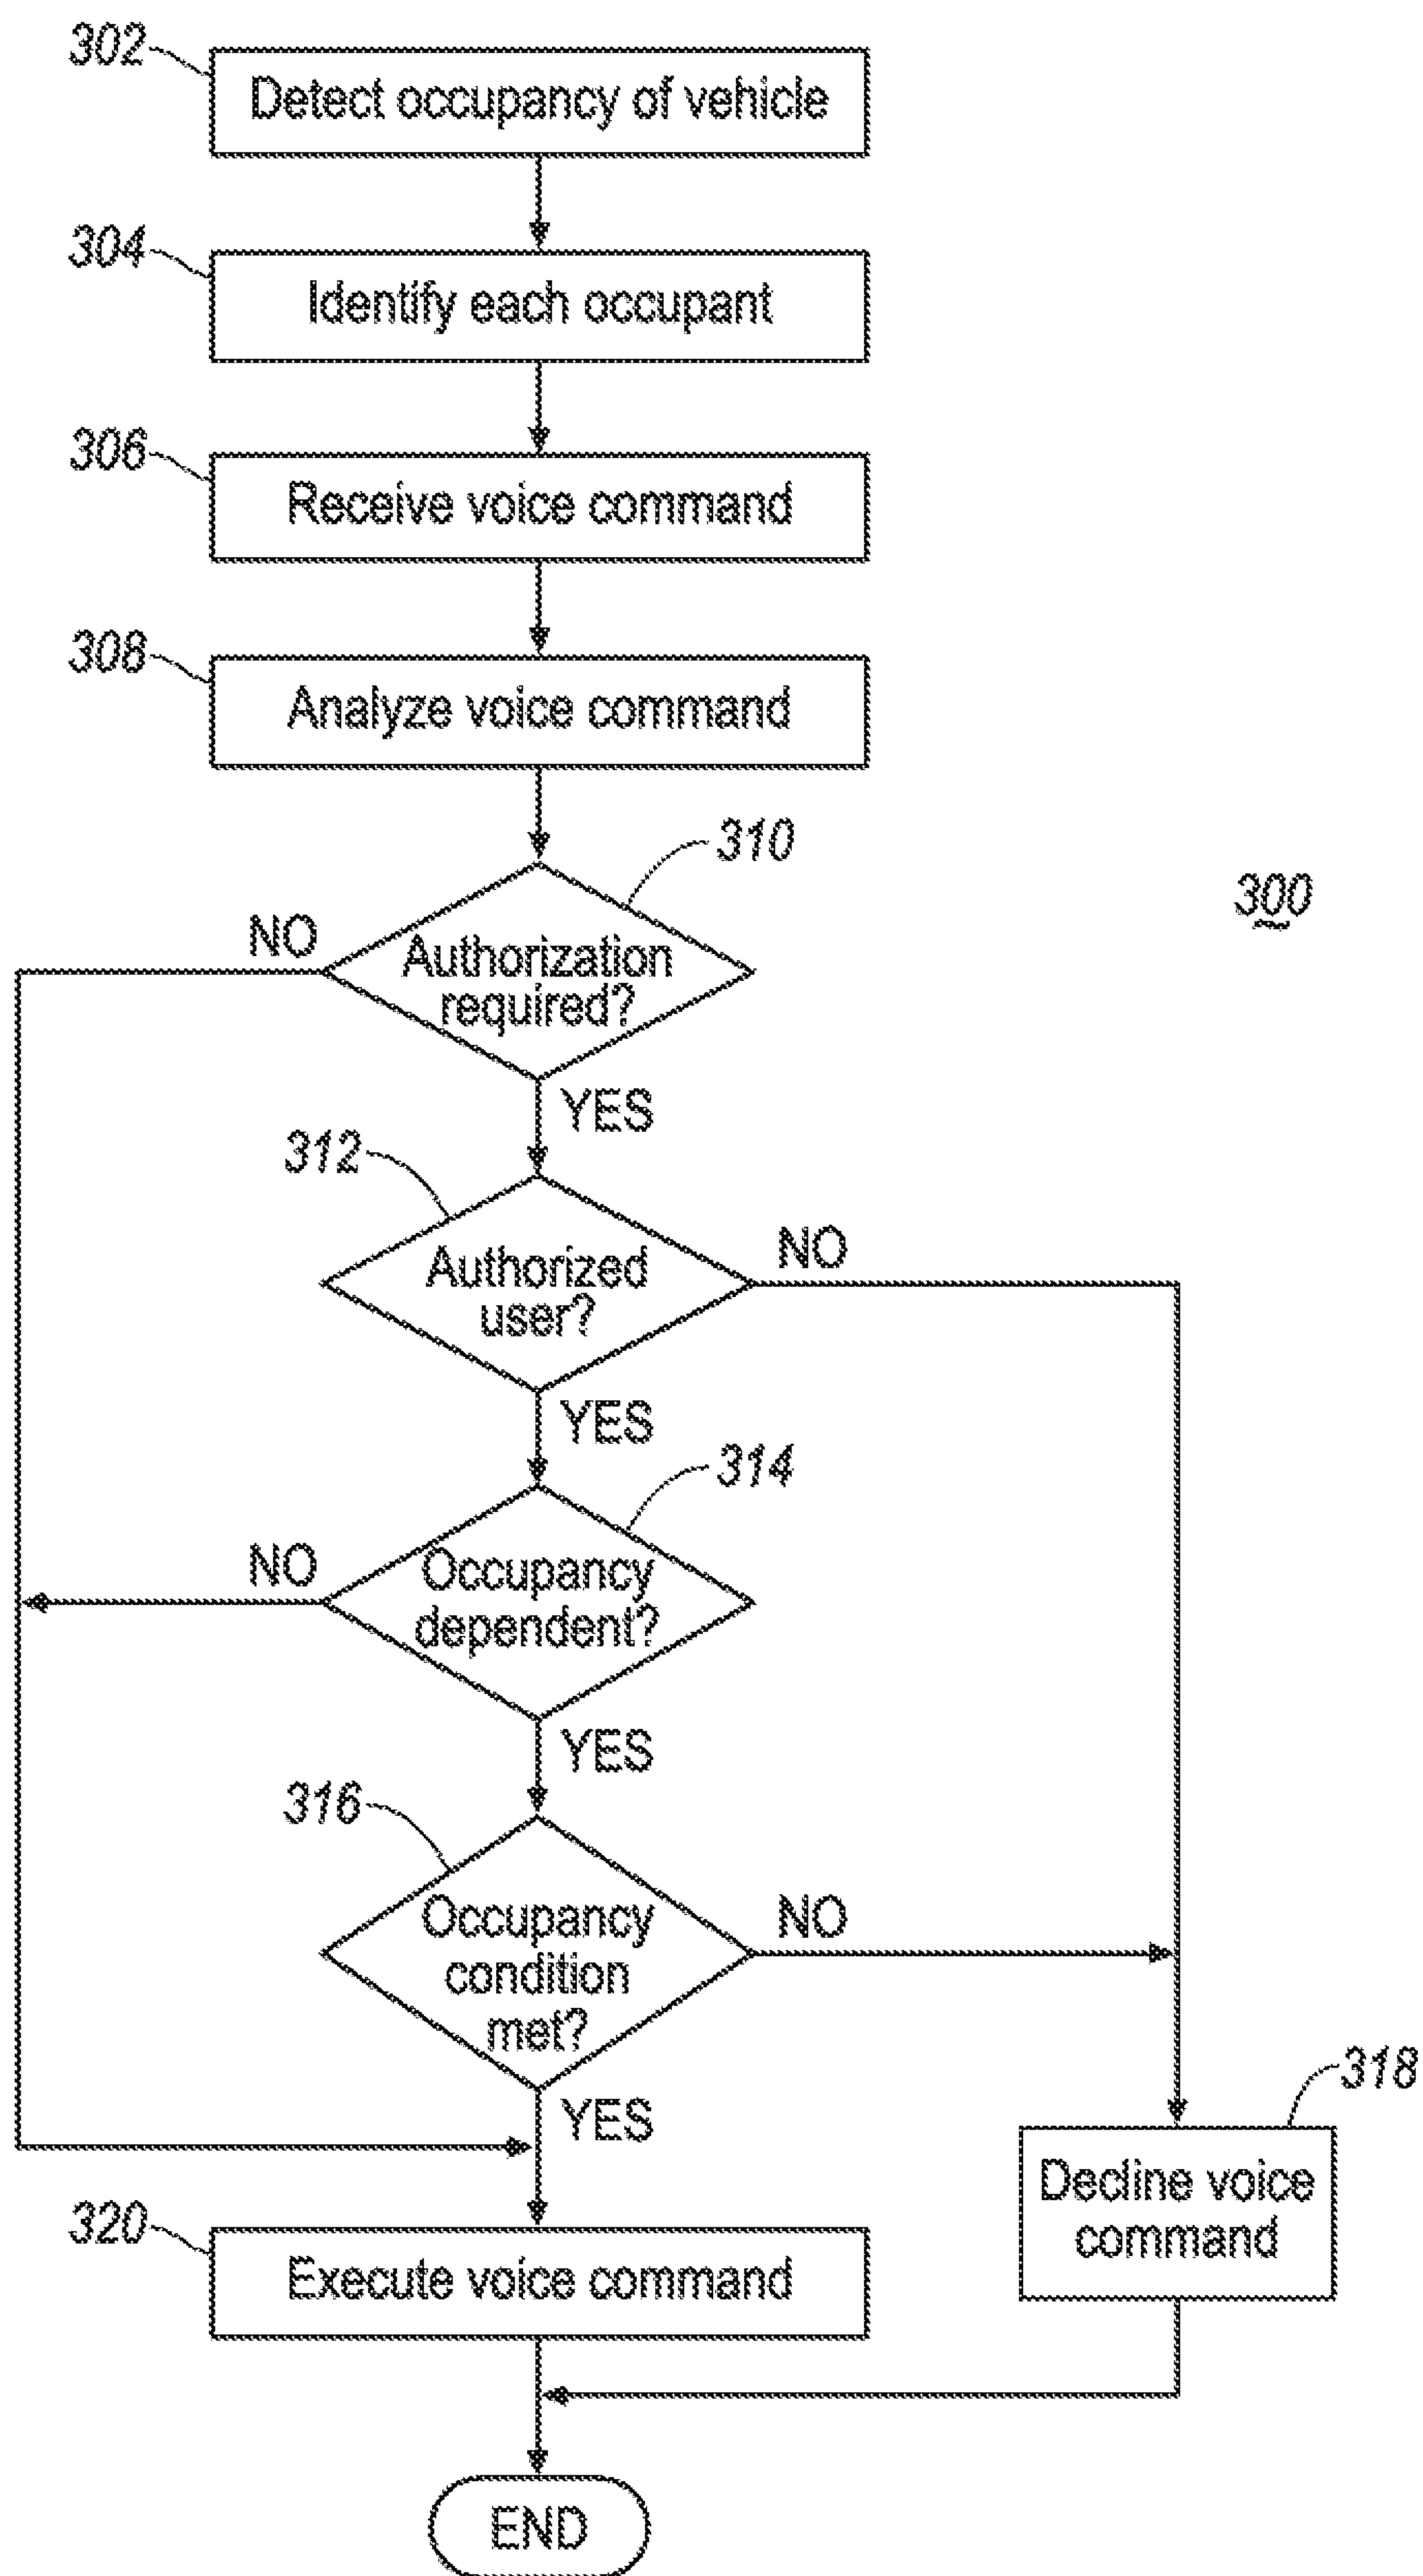 302
Detect occupancy of vehicle
304
Identify each occupant
306
Receive voice command
308
Analyze voice command
310
300
NO
Authorization
required?
YES
312
NO
Authorized
user?
YES
314
NO
Occupancy
dependent?
YES
316
NO
Occupancy
condition
met?
318
YES
Decline voice
command
320
Execute voice command
END